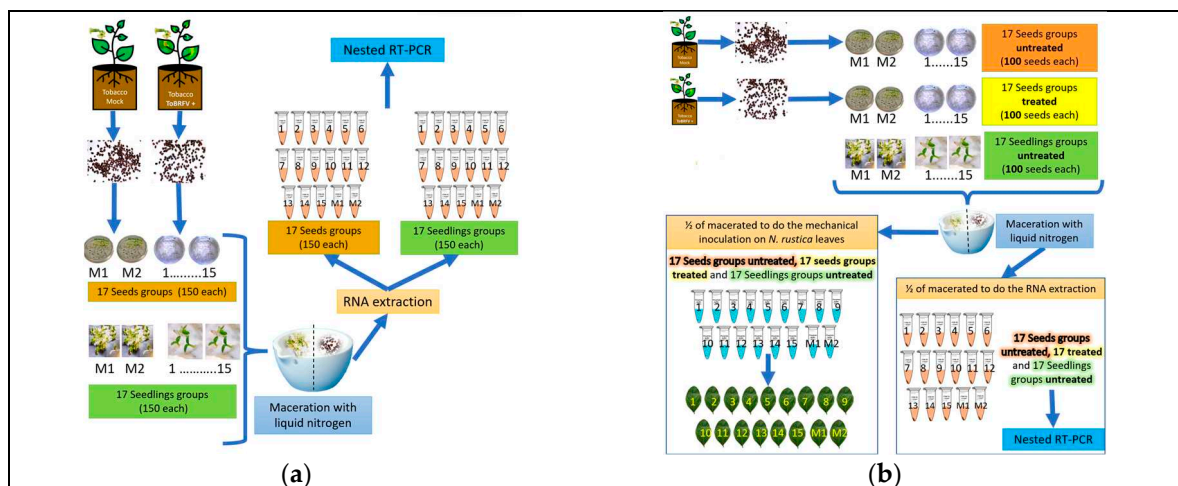 Tobacco
Mock
Tobacco
ToBRFV +
Nested RT-PCR
1 2 3 4 5 6
7 8 9 10 11 12
13 14 15 M1 M2
1 2 3 4 5 6
7 8 9 10 11 12
13 14 15 M1 M2
17 Seeds groups
(150 each)
17 Seedlings groups
(150 each)
M1 M2 1.........15
17 Seeds groups (150 each)
RNA extraction
M1 M2 1 ...........15
17 Seedlings groups
(150 each)
Maceration with
liquid nitrogen
(a)
Tobacco
Mock
M1 M2 1......15
17 Seeds groups
untreated
(100 seeds each)
Tobacco
ToBRFV +
M1 M2 1......15
17 Seeds groups
treated
(100 seeds each)
M1 M2 1.......15
17 Seedlings groups
untreated
(100 seeds each)
Maceration with
liquid nitrogen
½ of macerated to do the mechanical
inoculation on N. rustica leaves
17 Seeds groups untreated, 17 seeds groups
treated and 17 Seedlings groups untreated
1 2 3 4 5 6 7 8 9
10 11 12 13 14 15 M1 M2
1 2 3 4 5 6 7 8 9
10 11 12 13 14 15 M1 M2
½ of macerated to do the RNA extraction
1 2 3 4 5 6
7 8 9 10 11 12
13 14 15 M1 M2
17 Seeds groups
untreated, 17 treated
and 17 Seedlings
groups untreated
Nested RT-PCR
(b)